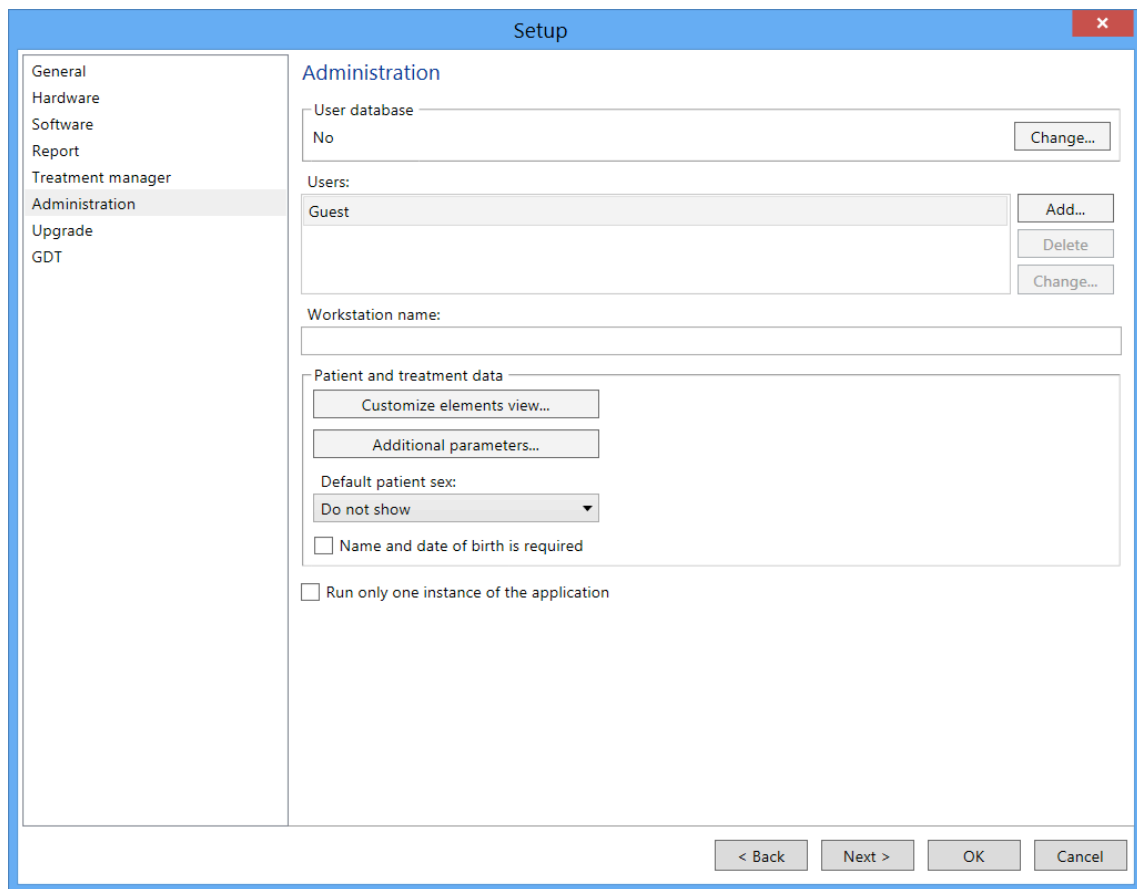 Setup
General
Hardware
Software
Report
Treatment manager
Administration
Upgrade
GDT
Administration
User database
No
Change...
Users:
Guest
Add...
Delete
Change...
Workstation name:
Patient and treatment data
Customize elements view...
Additional parameters...
Default patient sex:
Do not show
Name and date of birth is required
Run only one instance of the application
< Back Next > OK Cancel